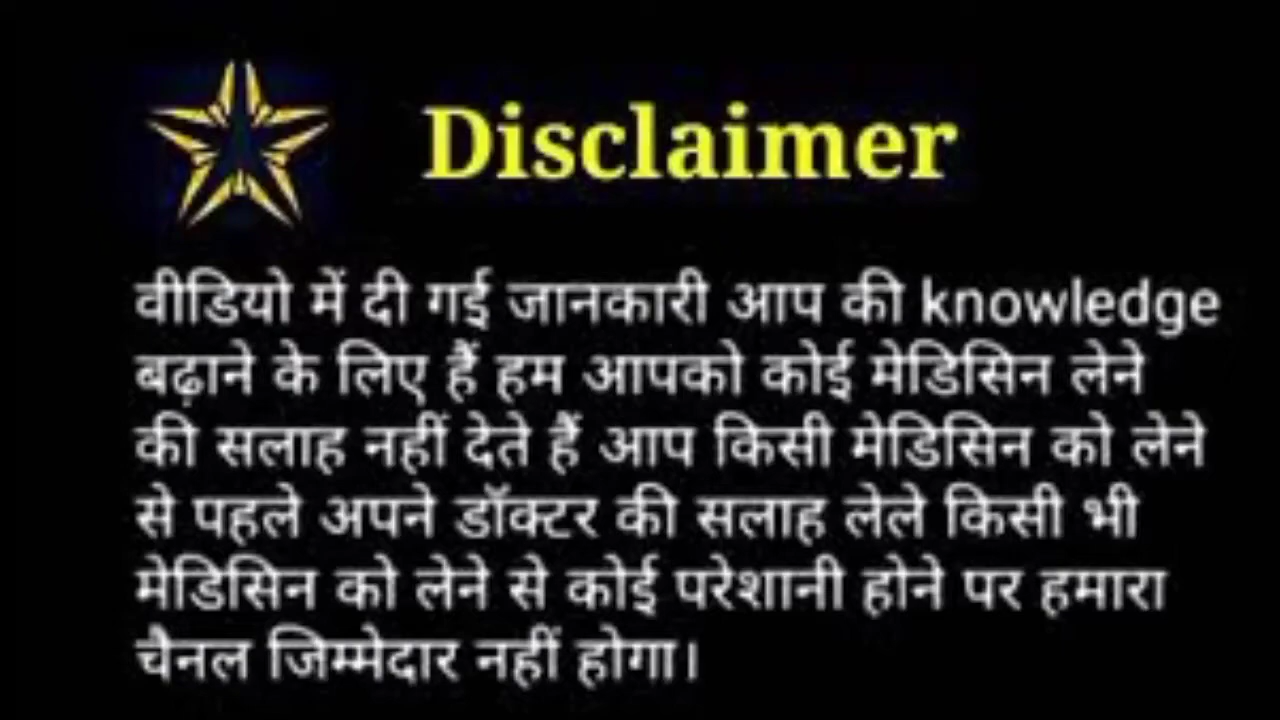 Disclaimer
वीडियो में दी गई जानकारी आप की knowledge
बढ़ाने के लिए हैं हम आपको कोई मेडिसिन लेने
की सलाह नहीं देते हैं आप किसी मेडिसिन को लेने
से पहले अपने डॉक्टर की सलाह लेले किसी भी
मेडिसिन को लेने से कोई परेशानी होने पर हमारा
चैनल जिम्मेदार नहीं होगा।